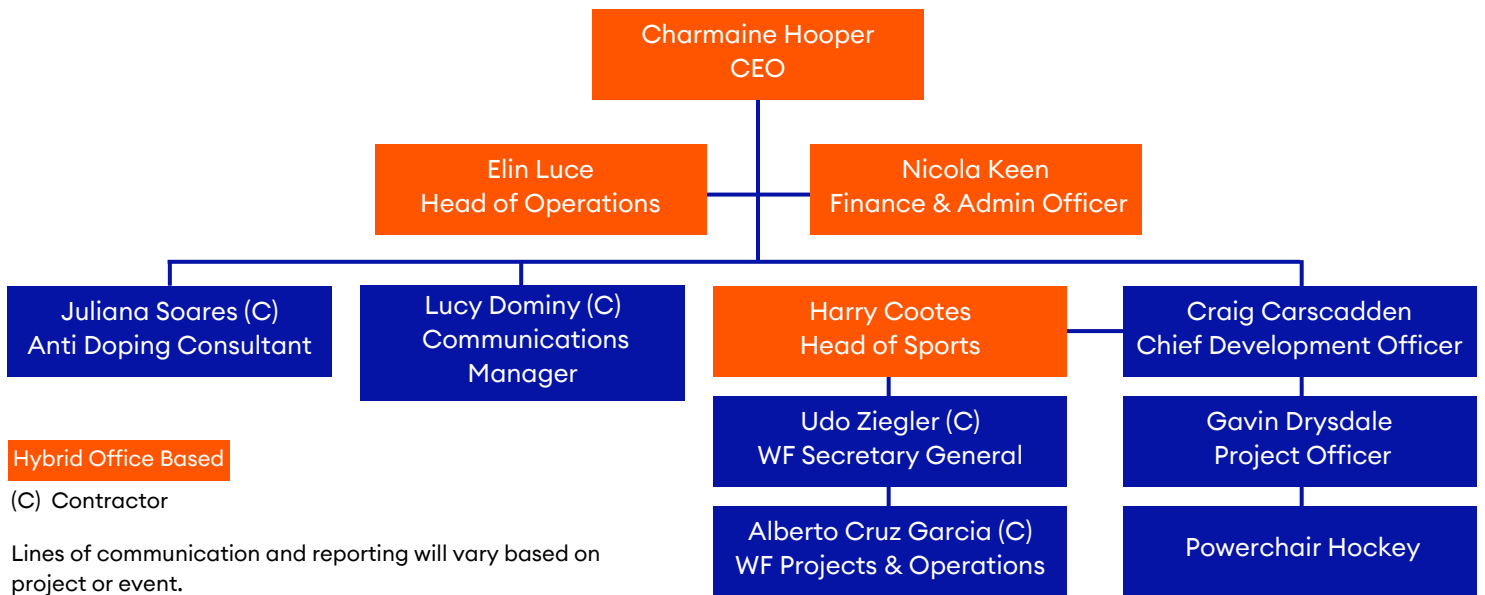 Charmaine Hooper
CEO
Elin Luce
Head of Operations
Nicola Keen
Finance & Admin Officer
Juliana Soares (C)
Anti Doping Consultant
Lucy Dominy (C)
Communications
Manager
Harry Cootes
Head of Sports
Craig Carscadden
Chief Development Officer
Udo Ziegler (C)
WF Secretary General
Gavin Drysdale
Project Officer
Alberto Cruz Garcia (C)
WF Projects & Operations
Powerchair Hockey
Hybrid Office Based
(C) Contractor
Lines of communication and reporting will vary based on
project or event.